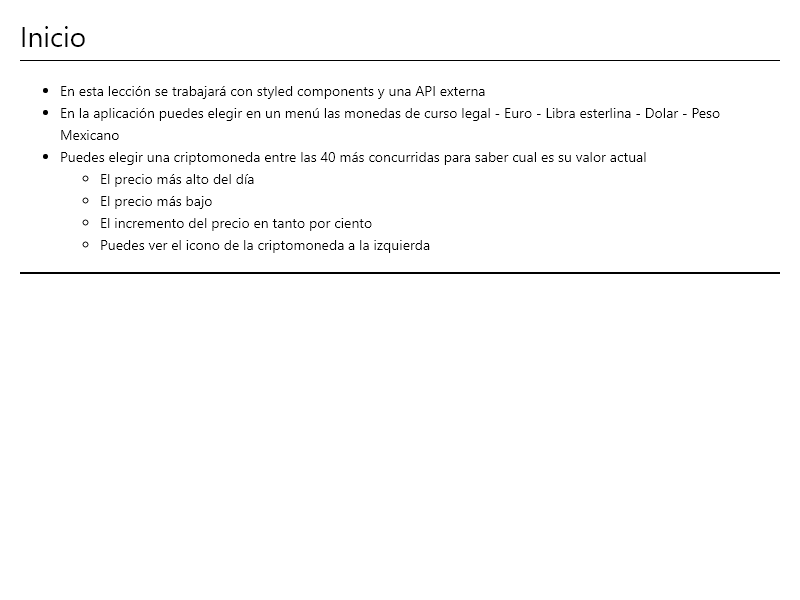 Inicio
En esta lección se trabajará con styled components y una API externa
En la aplicación puedes elegir en un menú las monedas de curso legal - Euro - Libra esterlina - Dolar - Peso
Mexicano
Puedes elegir una criptomoneda entre las 40 más concurridas para saber cual es su valor actual
El precio más alto del día
El precio más bajo
El incremento del precio en tanto por ciento
Puedes ver el icono de la criptomoneda a la izquierda